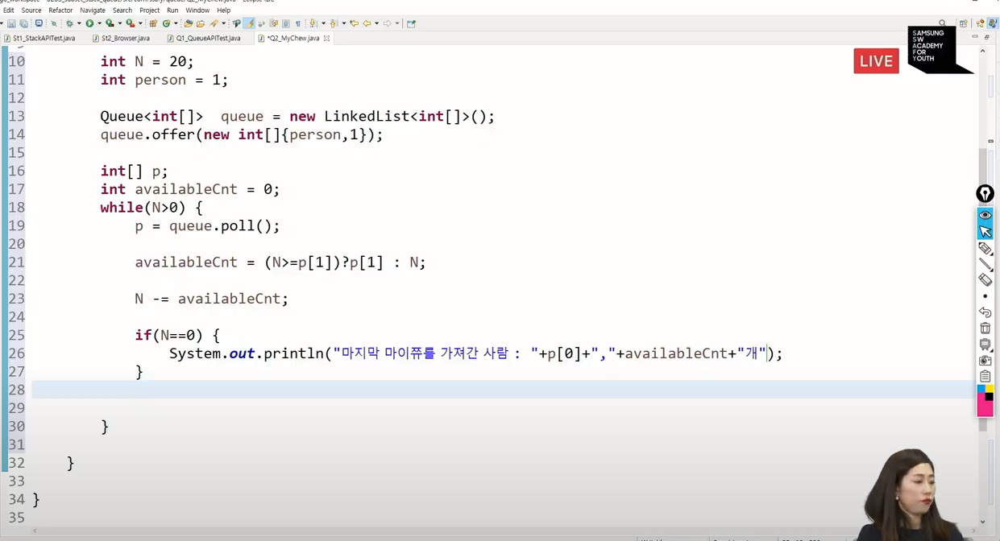 Edit Source Refactor Navigate Search Project Run Window Help
St1_StackAPITest.java St2_Browser.java Q1_QueueAPITest.java *Q2_MyChew.java
SAMSUNG
SW
ACADEMY
FOR
YOUTH
LIVE
10 int N = 20;
11 int person = 1;
12
13 Queue<int[]>  queue = new LinkedList<int[]>();
14 queue.offer(new int[]{person,1});
15
16 int[] p;
17 int availableCnt = 0;
18 while(N>0) {
19 p = queue.poll();
20
21 availableCnt = (N>=p[1])?p[1] : N;
22
23 N -= availableCnt;
24
25 if(N==0) {
26 System.out.println("마지막 마이쮸를 가져간 사람 : "+p[0]+","+availableCnt+"개");
27 }
28
29
30 }
31
32 }
33
34 }
35